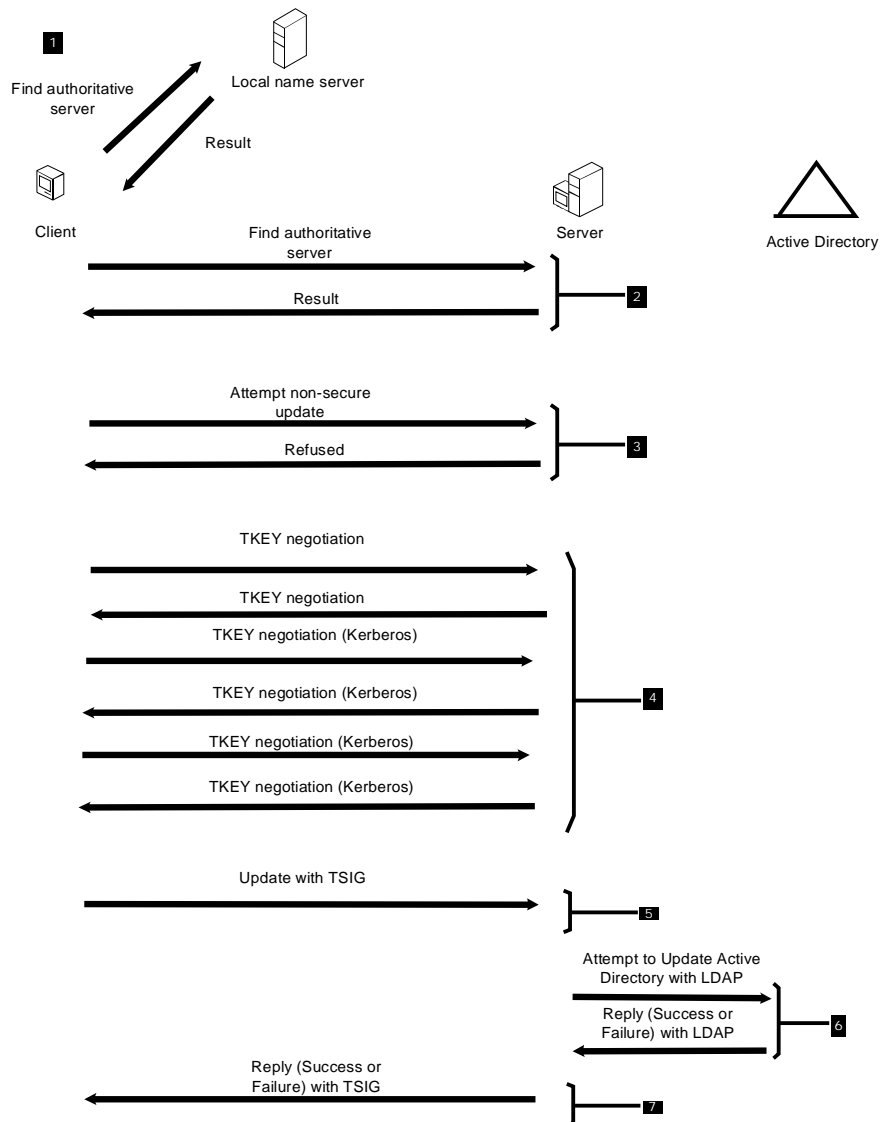 1
Find authoritative
server
Local name server
Result
Client
Server
Active Directory
Find authoritative
server
Result
2
Attempt non-secure
update
Refused
3
TKEY negotiation
TKEY negotiation
TKEY negotiation (Kerberos)
TKEY negotiation (Kerberos)
TKEY negotiation (Kerberos)
TKEY negotiation (Kerberos)
4
Update with TSIG
5
Attempt to Update Active
Directory with LDAP
Reply (Success or
Failure) with LDAP
6
Reply (Success or
Failure) with TSIG
7